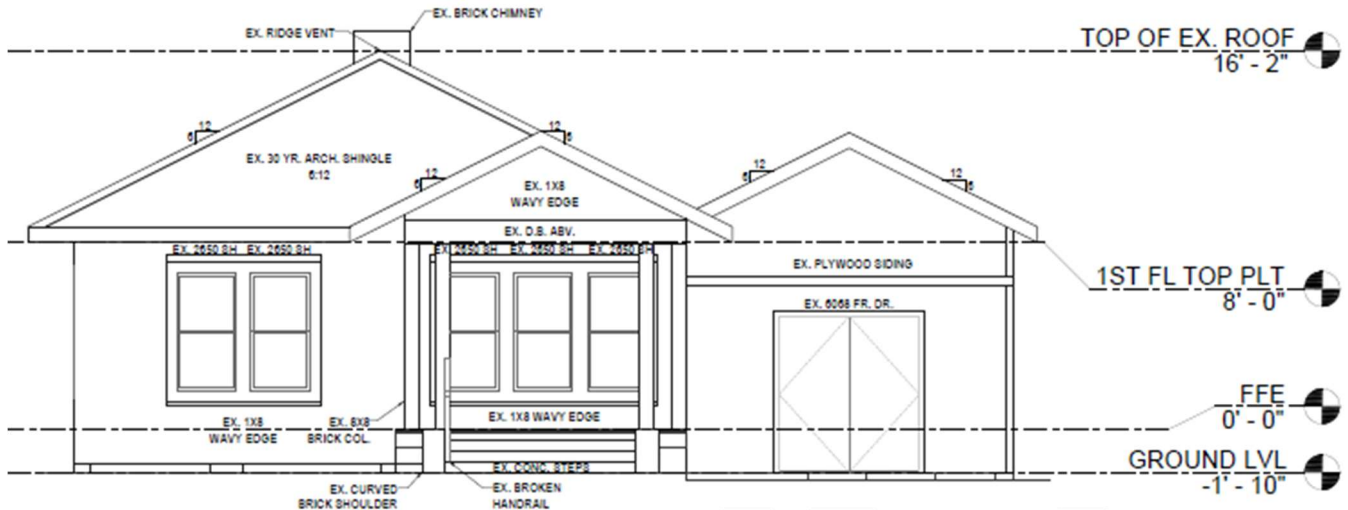 EX. BRICK CHIMNEY
EX. RIDGE VENT
TOP OF EX. ROOF
16' - 2"
12
6
12
6
EX. 30 YR. ARCH. SHINGLE
6:12
12
6
12
6
12
6
EX. 1X8
WAVY EDGE
EX. D.B. ABV.
EX. 2650 SH EX. 2650 SH
EX. 2650 SH EX. 2650 SH EX. 2650 SH
EX. PLYWOOD SIDING
1ST FL TOP PLT
8' - 0"
EX. 6068 FR. DR.
FFE
0' - 0"
EX. 1X8
WAVY EDGE
EX. 8X8
BRICK COL.
EX. 1X8 WAVY EDGE
GROUND LVL
-1' - 10"
EX. CONC. STEPS
EX. CURVED
BRICK SHOULDER
EX. BROKEN
HANDRAIL